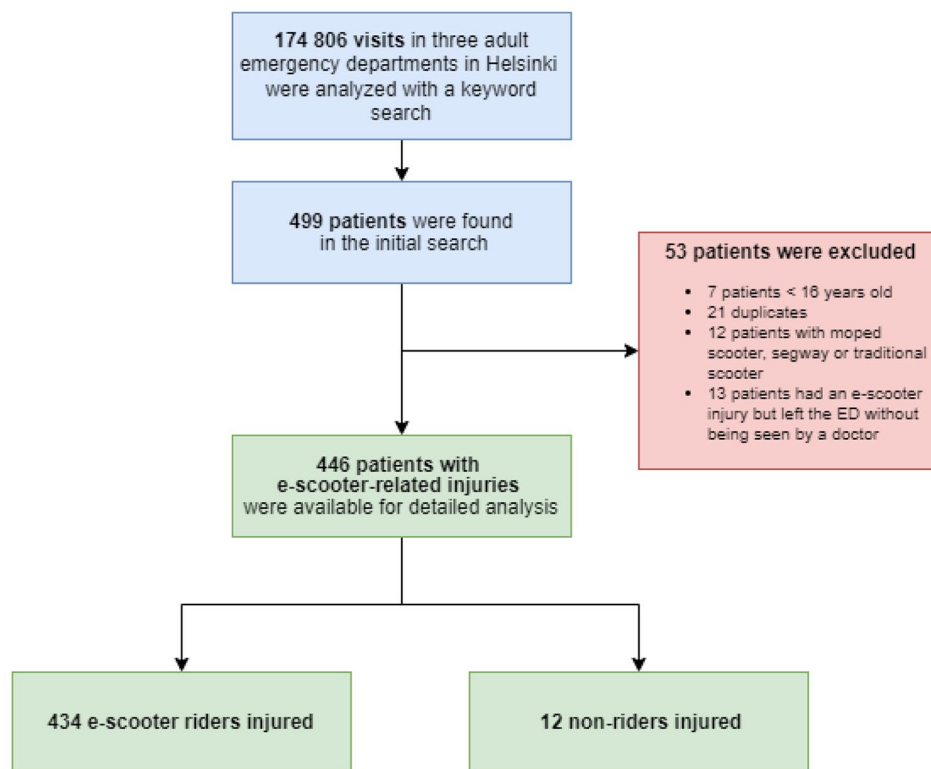 174 806 visits in three adult
emergency departments in Helsinki
were analyzed with a keyword
search
499 patients were found
in the initial search
53 patients were excluded
• 7 patients < 16 years old
• 21 duplicates
• 12 patients with moped
scooter, segway or traditional
scooter
• 13 patients had an e-scooter
injury but left the ED without
being seen by a doctor
446 patients with
e-scooter-related injuries
were available for detailed analysis
434 e-scooter riders injured
12 non-riders injured